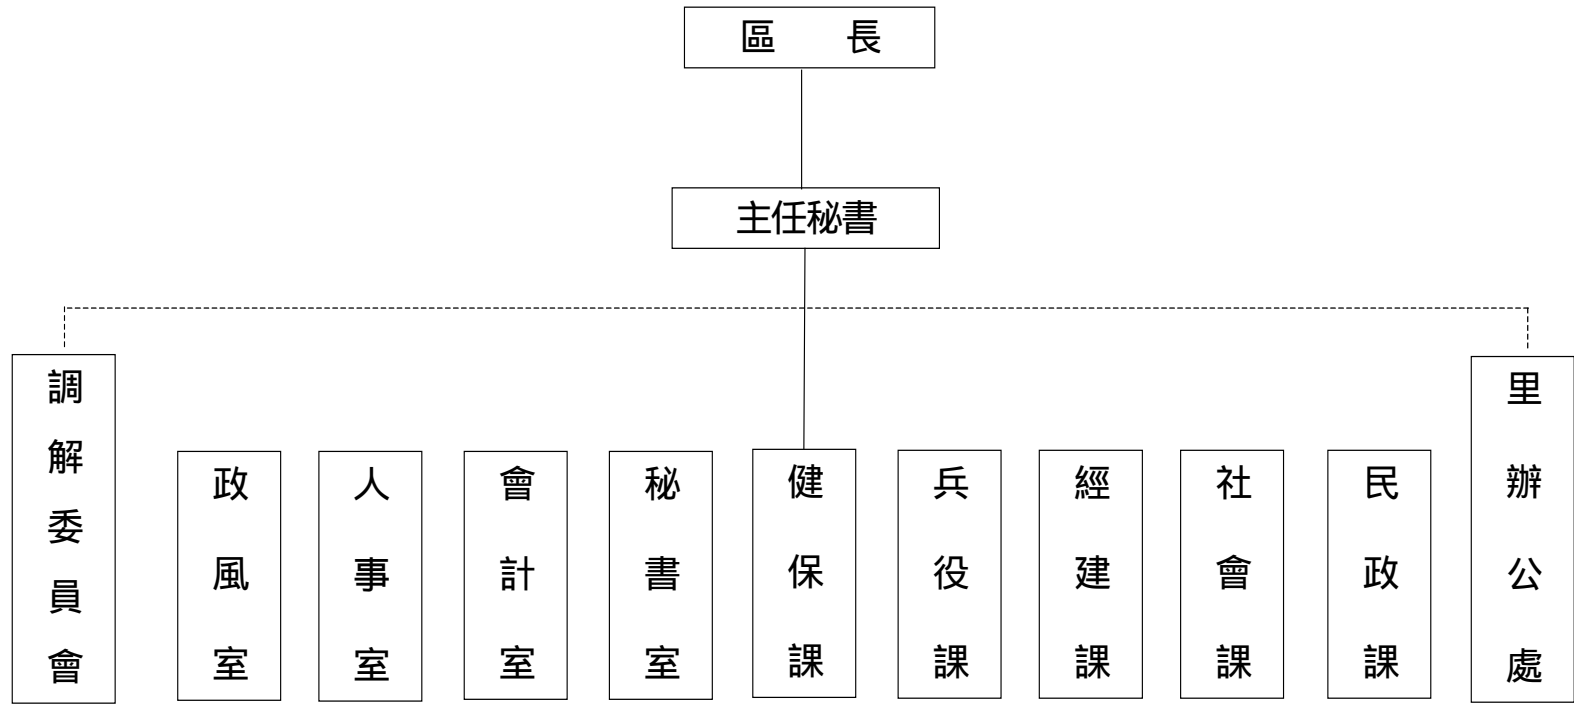 區 長
主任秘書
調解委員會
政風室
人事室
會計室
秘書室
健保課
兵役課
經建課
社會課
民政課
里辦公處